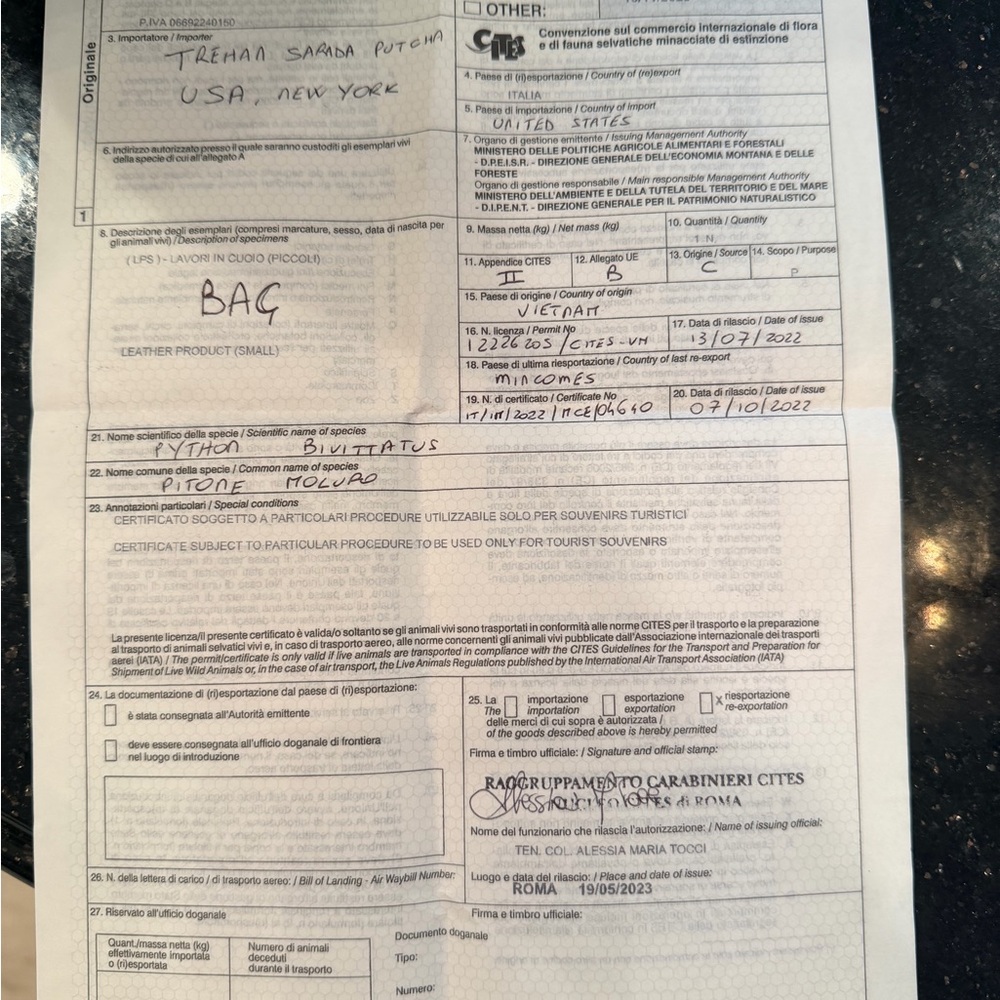 P.IVA 06692240150
OTHER:
Originale
1
3. Importatore / Importer
TREHAN SARADA PUTCHA
USA, NEW YORK
CITES
Convenzione sul commercio internazionale di flora
e di fauna selvatiche minacciate di estinzione
4. Paese di (ri)esportazione / Country of (re)export
ITALIA
5. Paese di importazione / Country of import
UNITED STATES
6. Indirizzo autorizzato presso il quale saranno custoditi gli esemplari vivi
della specie di cui all'allegato A
7. Organo di gestione emittente / Issuing Management Authority
MINISTERO DELLE POLITICHE AGRICOLE ALIMENTARI E FORESTALI
- D.P.E.I.S.R. - DIREZIONE GENERALE DELL'ECONOMIA MONTANA E DELLE
FORESTE
Organo di gestione responsabile / Main responsible Management Authority
MINISTERO DELL'AMBIENTE E DELLA TUTELA DEL TERRITORIO E DEL MARE
- D.I.P.E.N.T. - DIREZIONE GENERALE PER IL PATRIMONIO NATURALISTICO
8. Descrizione degli esemplari (compresi marcature, sesso, data di nascita per
gli animali vivi) / Description of specimens
(LPS) - LAVORI IN CUOIO (PICCOLI)
BAG
LEATHER PRODUCT (SMALL)
9. Massa netta (kg) / Net mass (kg)
10. Quantità / Quantity
1 N.
11. Appendice CITES
II
12. Allegato UE
B
13. Origine / Source
C
14. Scopo / Purpose
P
15. Paese di origine / Country of origin
VIETNAM
16. N. licenza / Permit No
12226205/CITES-VN
17. Data di rilascio / Date of issue
13/07/2022
18. Paese di ultima riesportazione / Country of last re-export
MINCOMES
19. N. di certificato / Certificate No
IT/IM/2022/MCE/04640
20. Data di rilascio / Date of issue
07/10/2022
21. Nome scientifico della specie / Scientific name of species
PYTHON BIVITTATUS
22. Nome comune della specie / Common name of species
PITONE MOLURO
23. Annotazioni particolari / Special conditions
CERTIFICATO SOGGETTO A PARTICOLARI PROCEDURE UTILIZZABILE SOLO PER SOUVENIRS TURISTICI
CERTIFICATE SUBJECT TO PARTICULAR PROCEDURE TO BE USED ONLY FOR TOURIST SOUVENIRS
La presente licenza/il presente certificato è valida/o soltanto se gli animali vivi sono trasportati in conformità alle norme CITES per il trasporto e la preparazione
al trasporto di animali selvatici vivi e, in caso di trasporto aereo, alle norme concernenti gli animali vivi pubblicate dall'Associazione internazionale dei trasporti
aerei (IATA) / The permit/certificate is only valid if live animals are transported in compliance with the CITES Guidelines for the Transport and Preparation for
Shipment of Live Wild Animals or, in the case of air transport, the Live Animals Regulations published by the International Air Transport Association (IATA)
24. La documentazione di (ri)esportazione dal paese di (ri)esportazione:
è stata consegnata all'Autorità emittente
deve essere consegnata all'ufficio doganale di frontiera
nel luogo di introduzione
25. La importazione esportazione X riesportazione
The importation exportation re-exportation
delle merci di cui sopra è autorizzata /
of the goods described above is hereby permitted
Firma e timbro ufficiale: / Signature and official stamp:
RAGGRUPPAMENTO CARABINIERI CITES
CITES di ROMA
Nome del funzionario che rilascia l'autorizzazione: / Name of issuing official:
TEN. COL. ALESSIA MARIA TOCCI
Luogo e data del rilascio: / Place and date of issue:
ROMA 19/05/2023
26. N. della lettera di carico / di trasporto aereo: / Bill of Landing - Air Waybill Number:
27. Riservato all'ufficio doganale
Firma e timbro ufficiale:
Quant./massa netta (kg)
effettivamente importata
o (ri)esportata
Numero di animali
deceduti
durante il trasporto
Documento doganale
Tipo:
Numero: